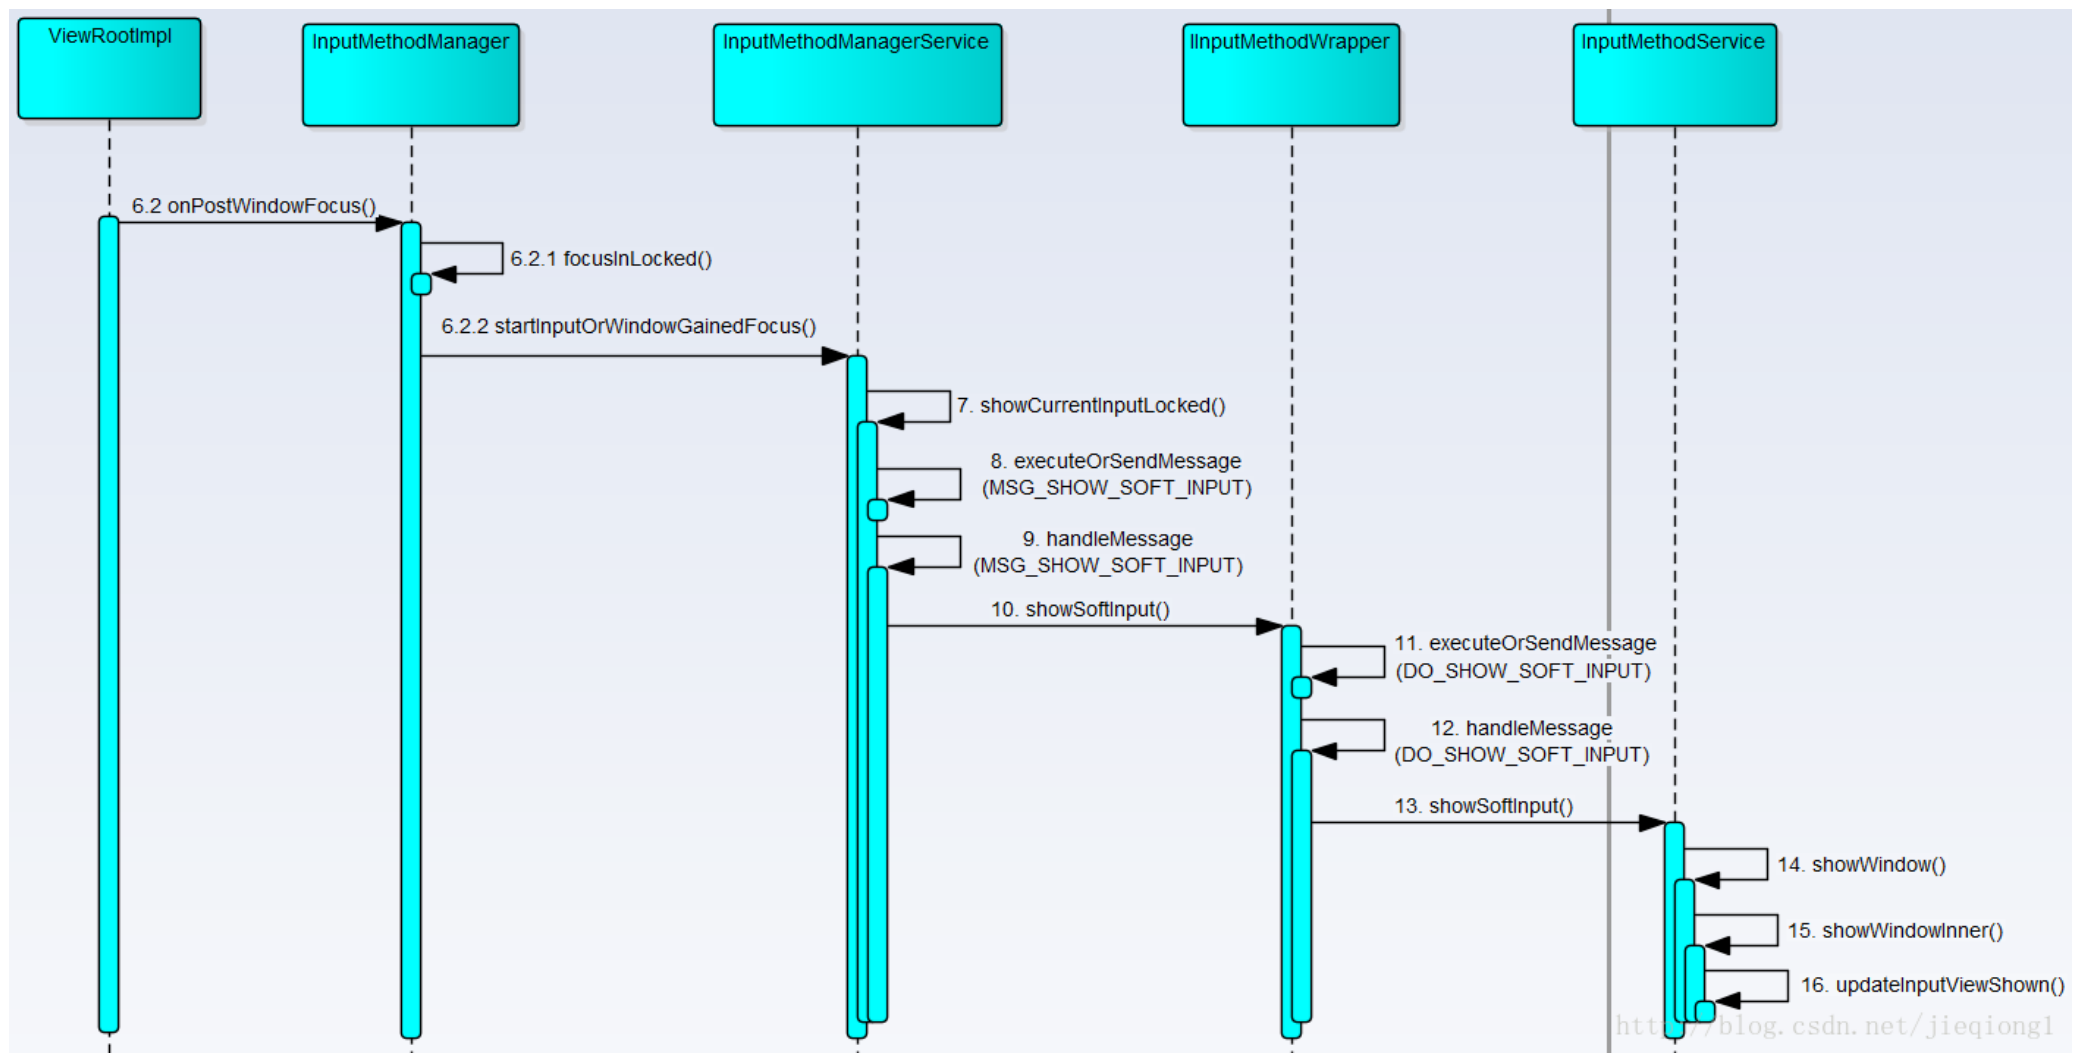 ViewRootImpl
InputMethodManager
InputMethodManagerService
IInputMethodWrapper
InputMethodService
6.2 onPostWindowFocus()
6.2.1 focusInLocked()
6.2.2 startInputOrWindowGainedFocus()
7. showCurrentInputLocked()
8. executeOrSendMessage
(MSG_SHOW_SOFT_INPUT)
9. handleMessage
(MSG_SHOW_SOFT_INPUT)
10. showSoftInput()
11. executeOrSendMessage
(DO_SHOW_SOFT_INPUT)
12. handleMessage
(DO_SHOW_SOFT_INPUT)
13. showSoftInput()
14. showWindow()
15. showWindowInner()
16. updateInputViewShown()
http://blog.csdn.net/jieqiong1